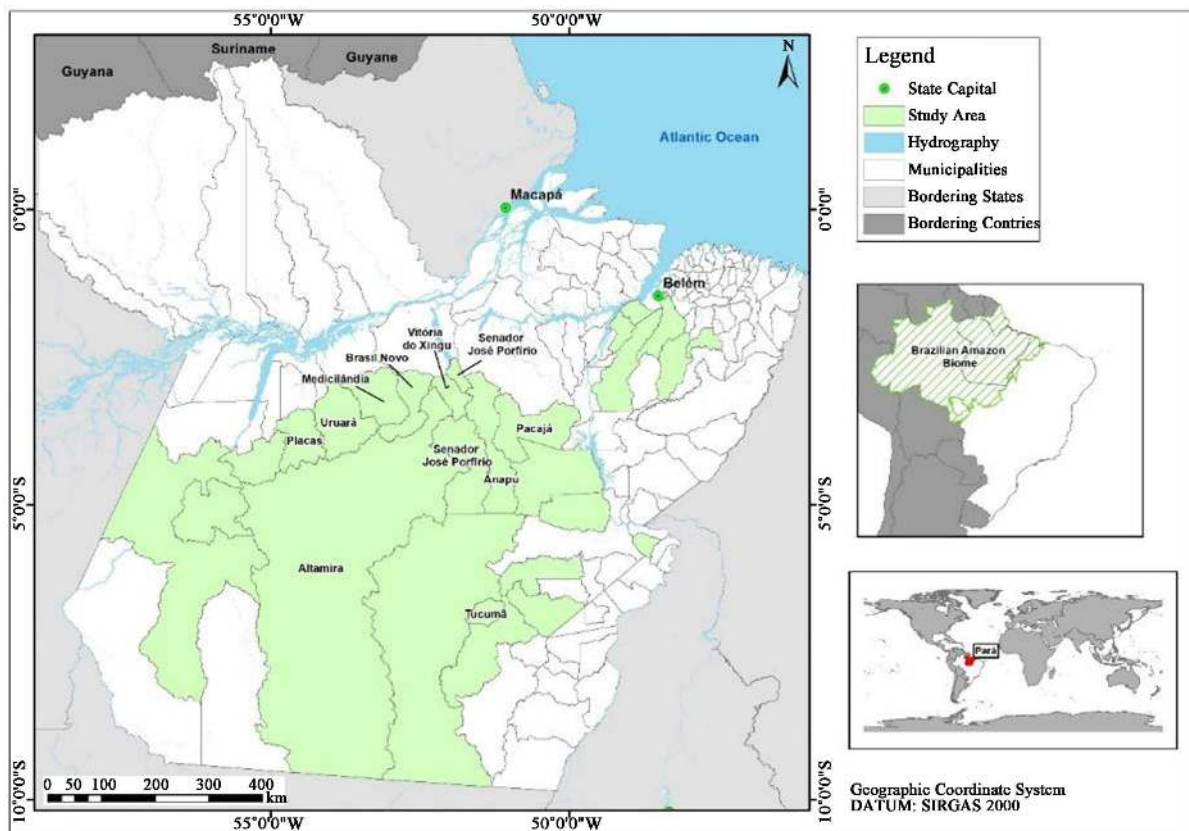 55°0'0"W
50°0'0"W
Guyana
Suriname
Guyane
N
Atlantic Ocean
Macapá
Belém
Vitória
do Xingu
Senador
José Porfírio
Brasil Novo
Medicilândia
Uruará
Placas
Pacajá
Senador
José Porfírio
Anapu
Altamira
Tucumã
0°0'0"
5°0'0"S
10°0'0"S
0°0'0"
5°0'0"S
10°0'0"S
0 50 100 200 300 400
km
55°0'0"W
50°0'0"W
Legend
State Capital
Study Area
Hydrography
Municipalities
Bordering States
Bordering Contries
Brazilian Amazon
Biome
Pará
Geographic Coordinate System
DATUM: SIRGAS 2000